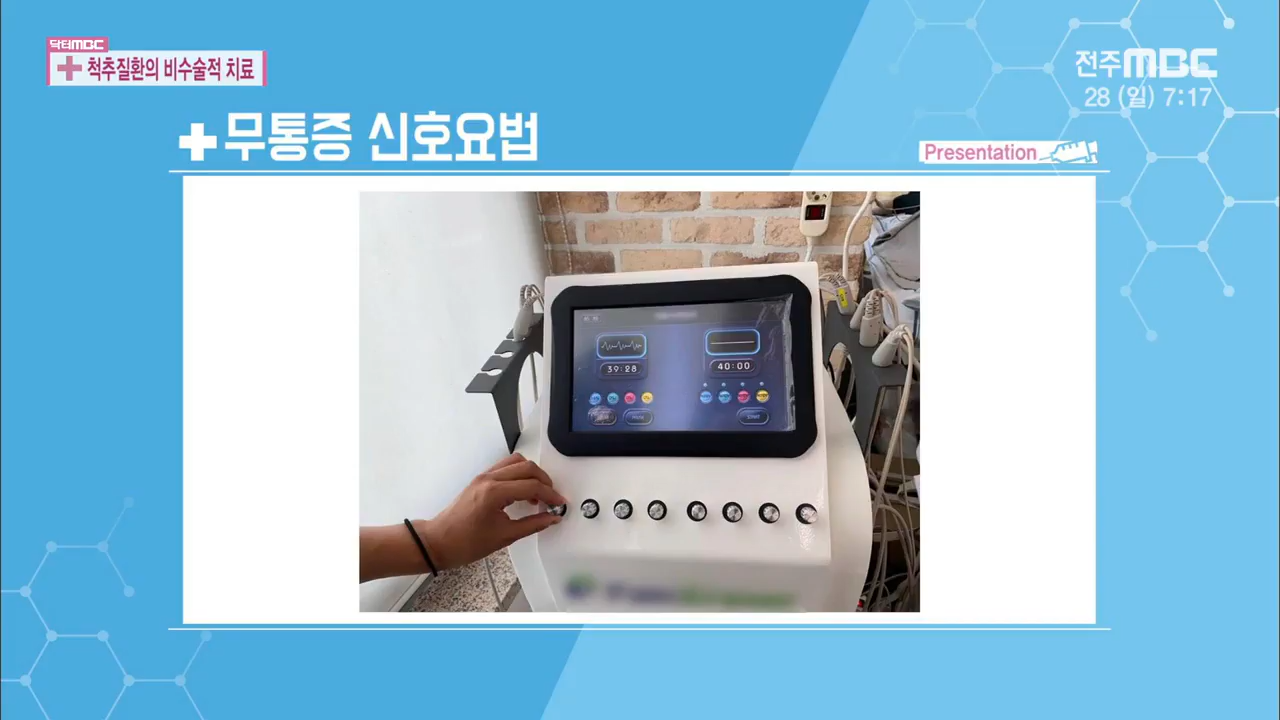 닥터MBC
척추질환의 비수술적 치료
전주MBC
28 (일) 7:17
무통증 신호요법
Presentation
39:28
40:00